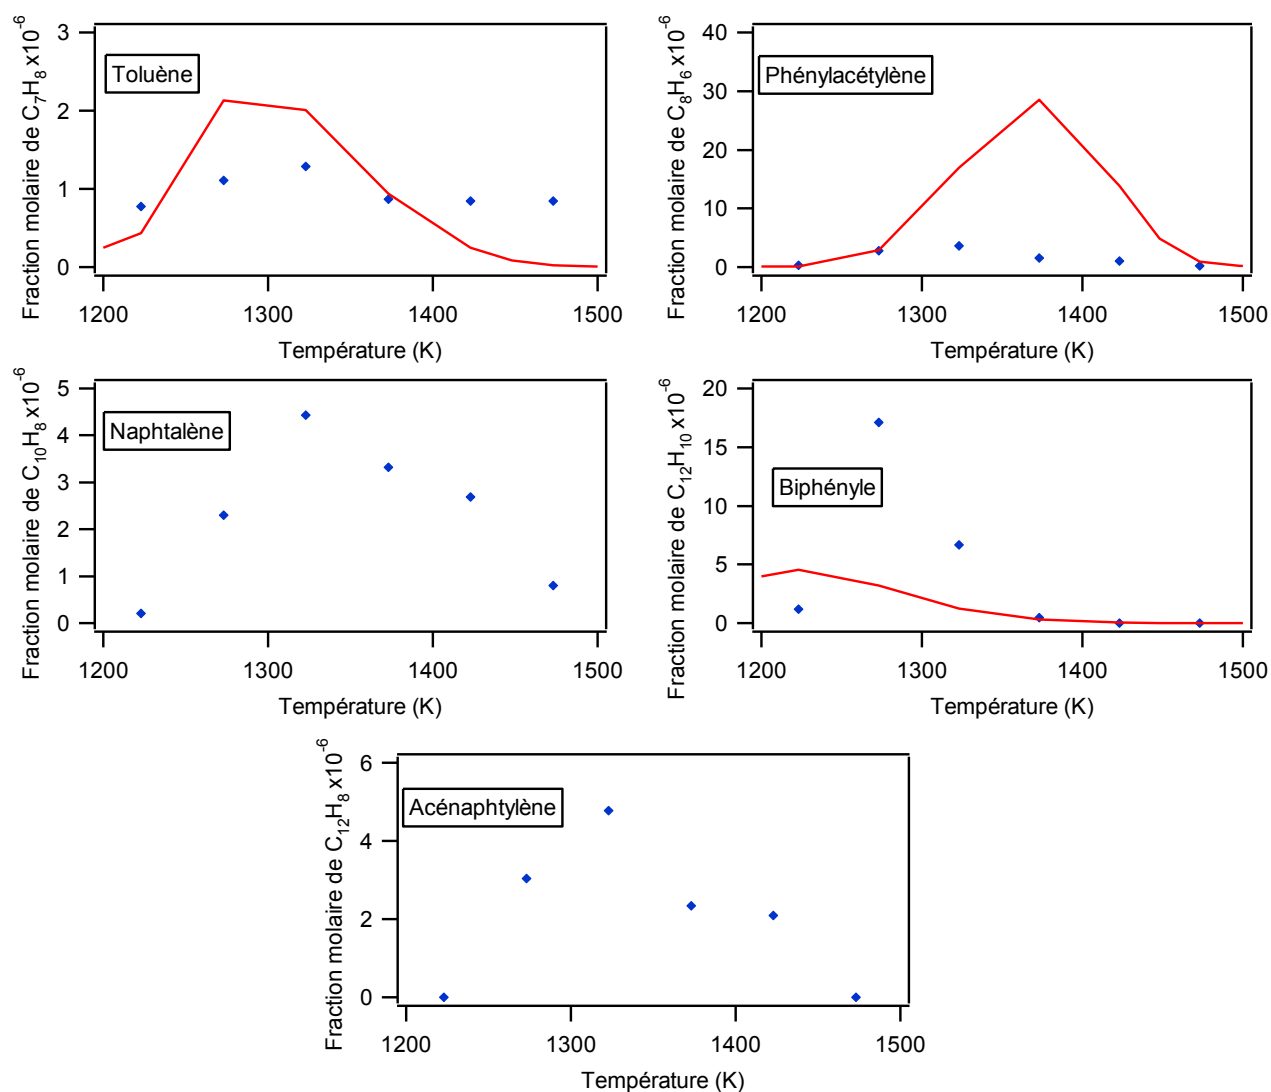 Fraction molaire de C7H8 x10-6
3
2
1
0
Toluène
1200
1300
1400
1500
Température (K)
Fraction molaire de C8H6 x10-6
40
30
20
10
0
Phénylacétylène
1200
1300
1400
1500
Température (K)
Fraction molaire de C10H8 x10-6
5
4
3
2
1
0
Naphtalène
1200
1300
1400
1500
Température (K)
Fraction molaire de C12H10 x10-6
20
15
10
5
0
Biphényle
1200
1300
1400
1500
Température (K)
Fraction molaire de C12H8 x10-6
6
4
2
0
Acénaphtylène
1200
1300
1400
1500
Température (K)